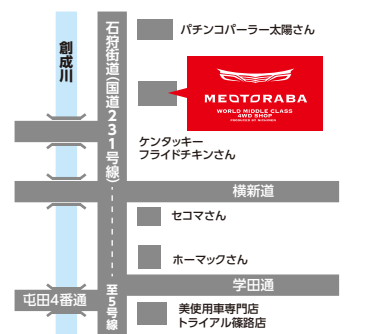 パチンコパーラー太陽さん
創成川
石狩街道(国道231号線)
MEOTORABA
WORLD MIDDLE CLASS
4WD SHOP
PRODUCED BY NISHONEN
ケンタッキー
フライドチキンさん
横新道
セコマさん
ホーマックさん
学田通
至5号線
屯田4番通
美使用車専門店
トライアル篠路店